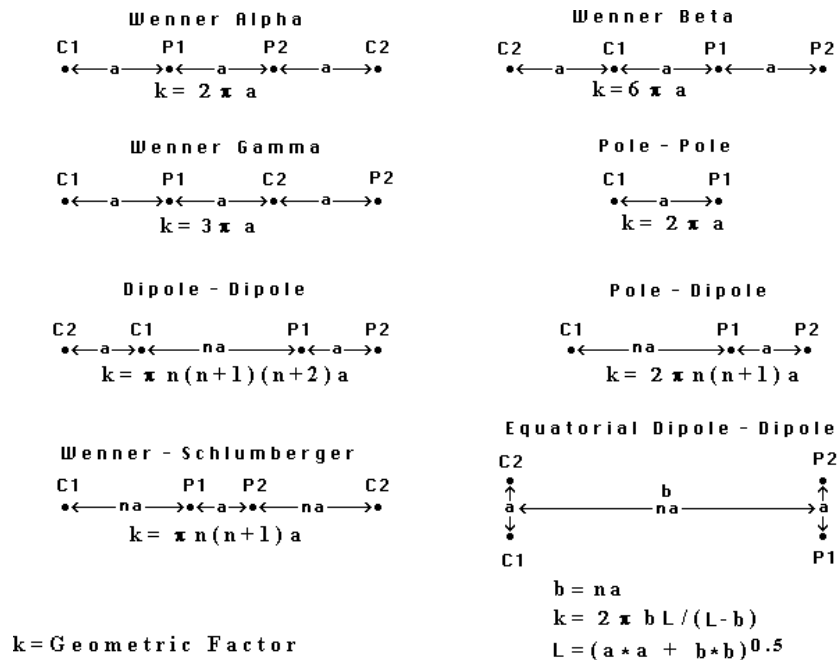 Wenner Alpha
C1 P1 P2 C2
a a a
k = 2 π a
Wenner Beta
C2 C1 P1 P2
a a a
k = 6 π a
Wenner Gamma
C1 P1 C2 P2
a a a
k = 3 π a
Pole - Pole
C1 P1
a
k = 2 π a
Dipole - Dipole
C2 C1 P1 P2
a na a
k = π n(n+1)(n+2)a
Pole - Dipole
C1 P1 P2
na a
k = 2 π n(n+1)a
Wenner - Schlumberger
C1 P1 P2 C2
na a na
k = π n(n+1)a
Equatorial Dipole - Dipole
C2 P2
b
a na a
C1 P1
b = na
k = 2 π b L/(L-b)
L = (a*a + b*b)^0.5
k=Geometric Factor